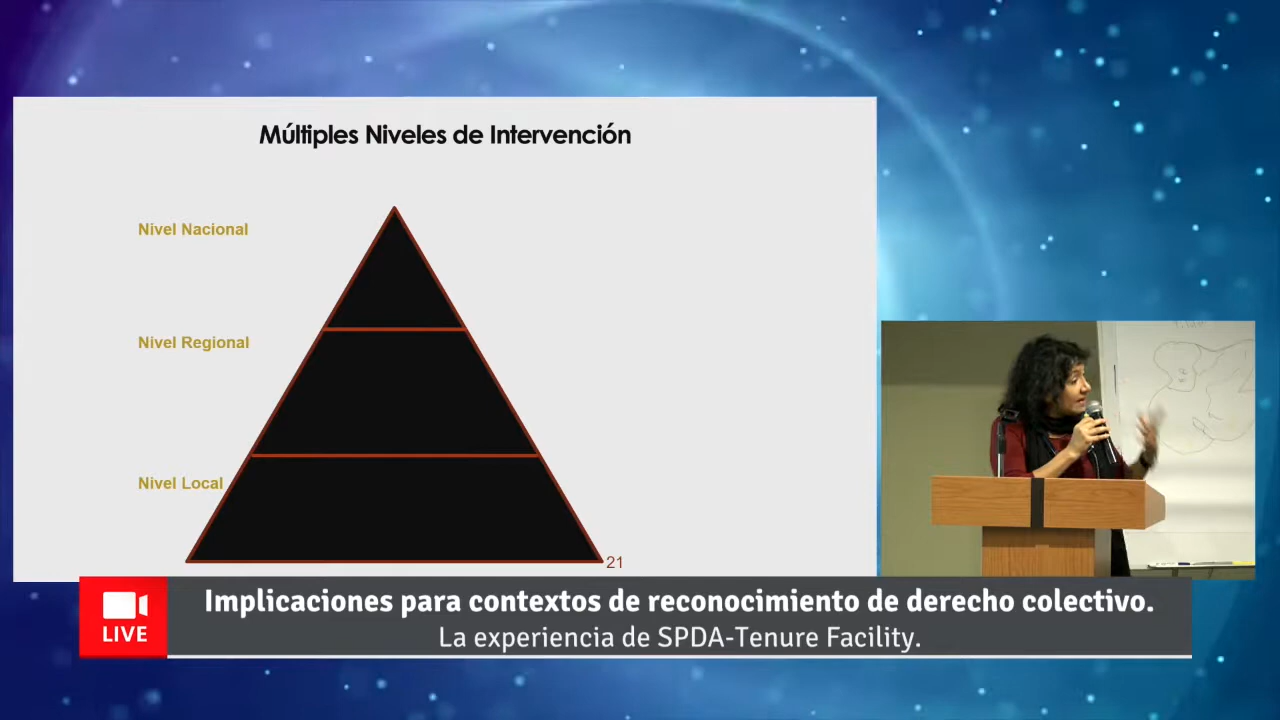 Múltiples Niveles de Intervención
Nivel Nacional
Nivel Regional
Nivel Local
21
LIVE
Implicaciones para contextos de reconocimiento de derecho colectivo.
La experiencia de SPDA-Tenure Facility.